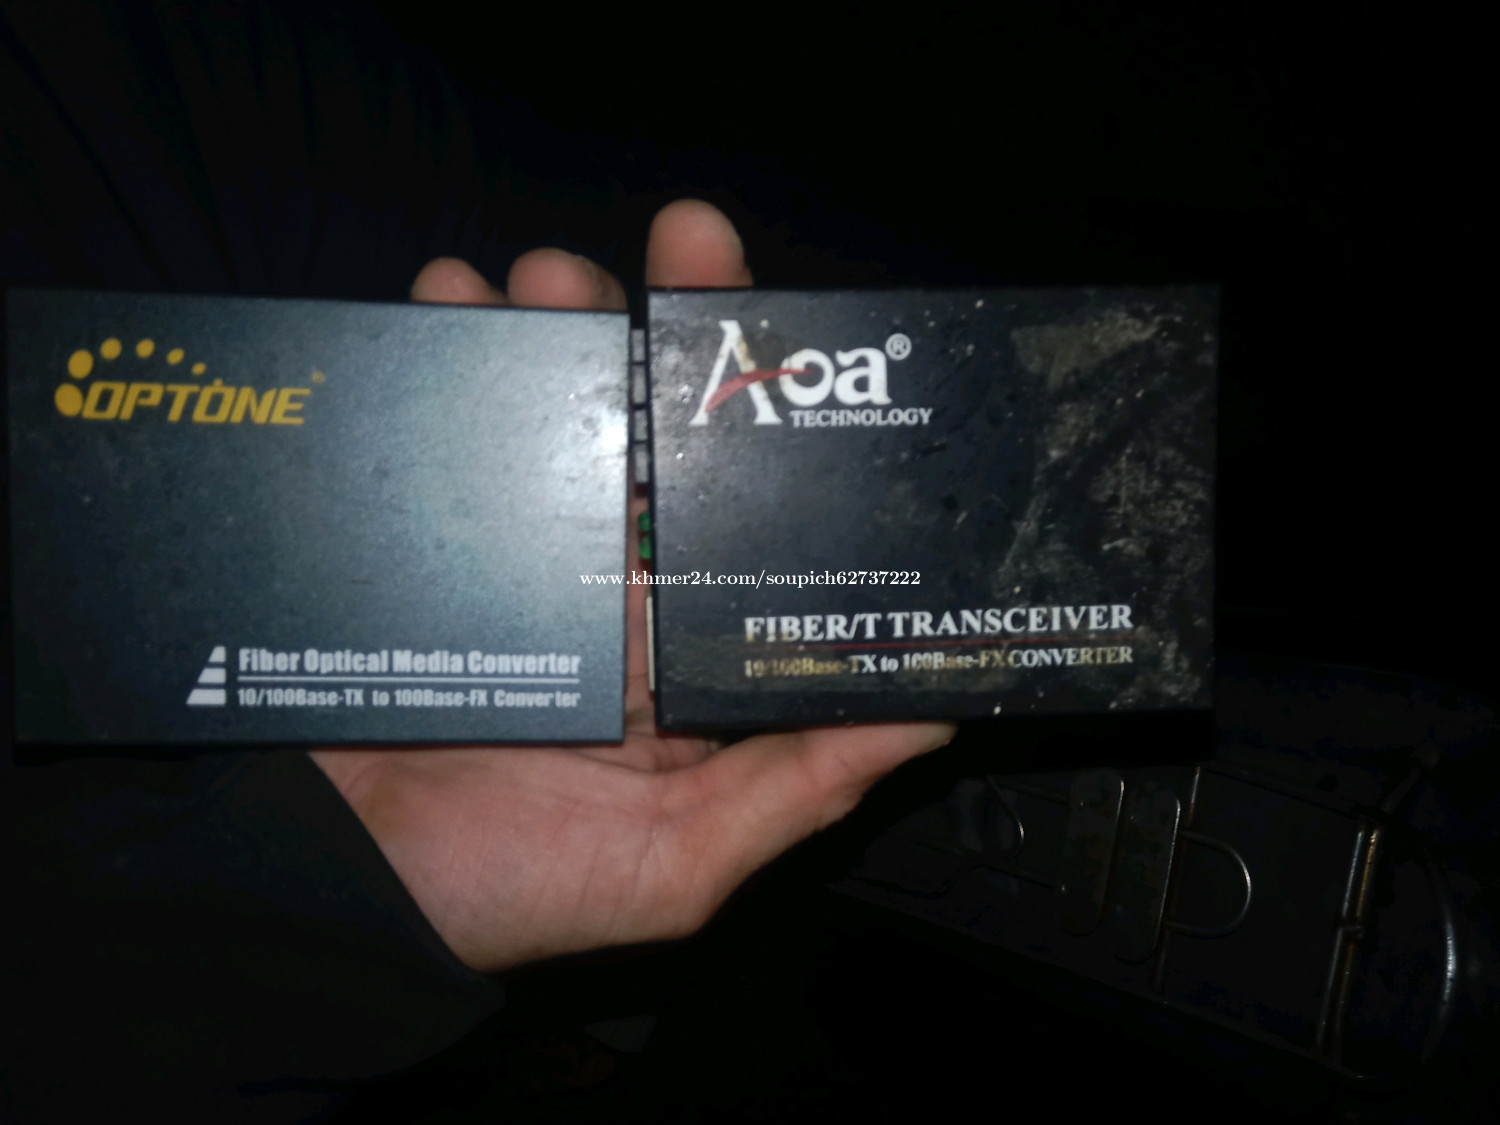 OPTONE®
Fiber Optical Media Converter
10/100Base-TX to 100Base-FX Converter
Aoa®
TECHNOLOGY
FIBER/T TRANSCEIVER
10/100Base-TX to 100Base-FX CONVERTER
www.khmer24.com/soupich62737222